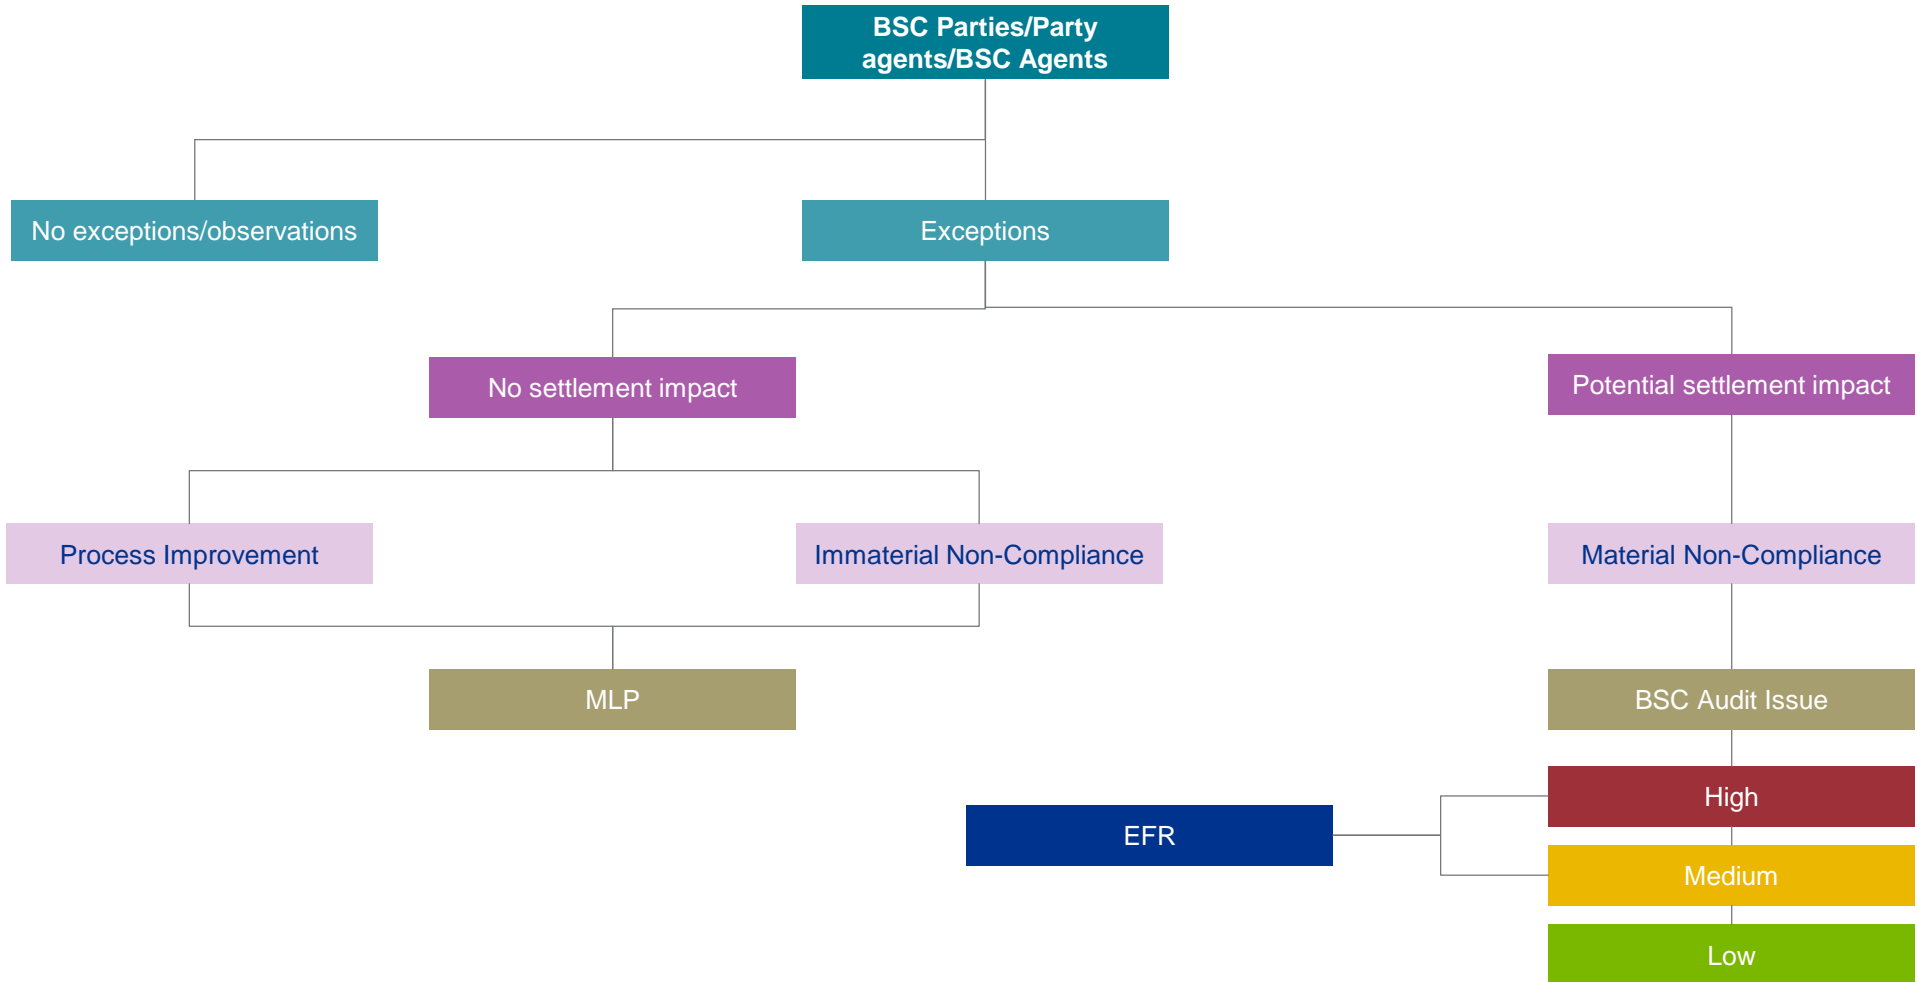 BSC Parties/Party
agents/BSC Agents
No exceptions/observations
Exceptions
No settlement impact
Potential settlement impact
Process Improvement
Immaterial Non-Compliance
Material Non-Compliance
MLP
BSC Audit Issue
High
EFR
Medium
Low